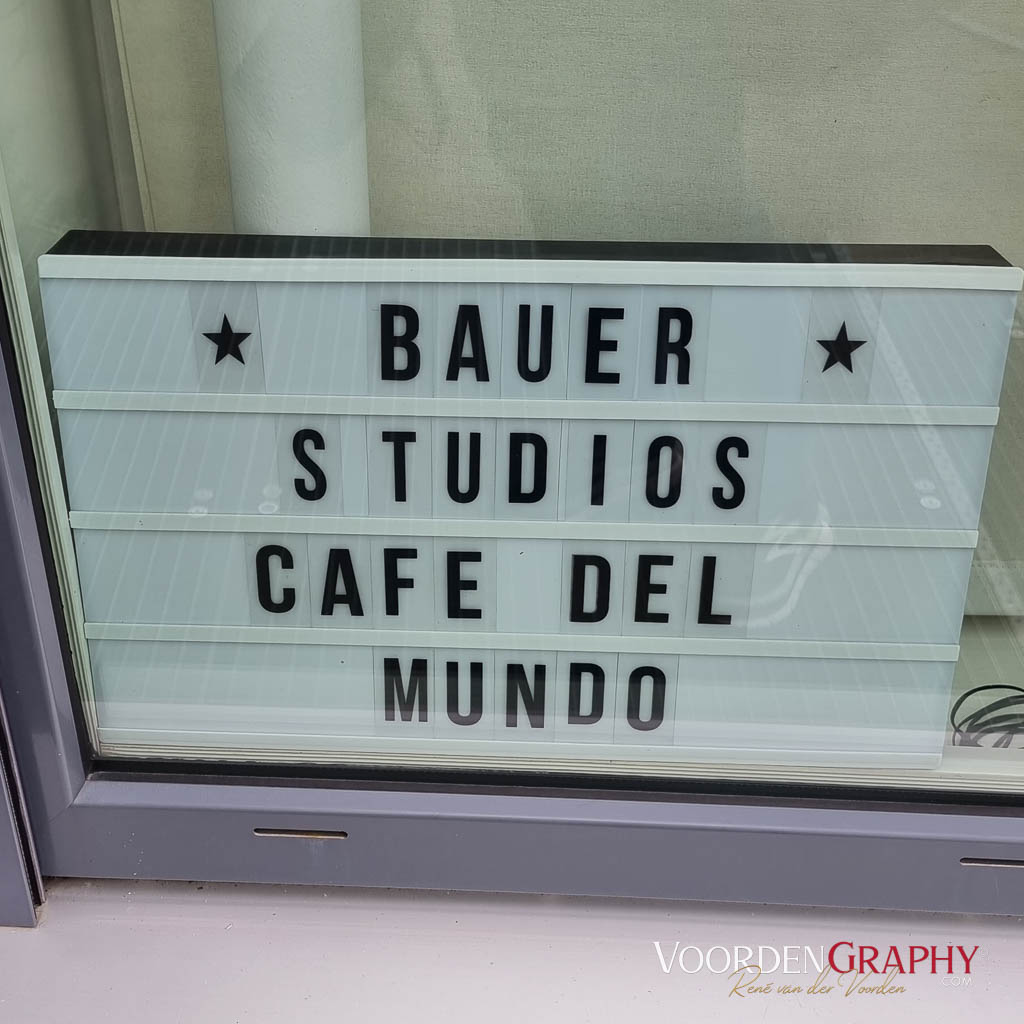 ★ BAUER ★
STUDIOS
CAFE DEL
MUNDO
VOORDENGRAPHY
.COM
René van der Voorden